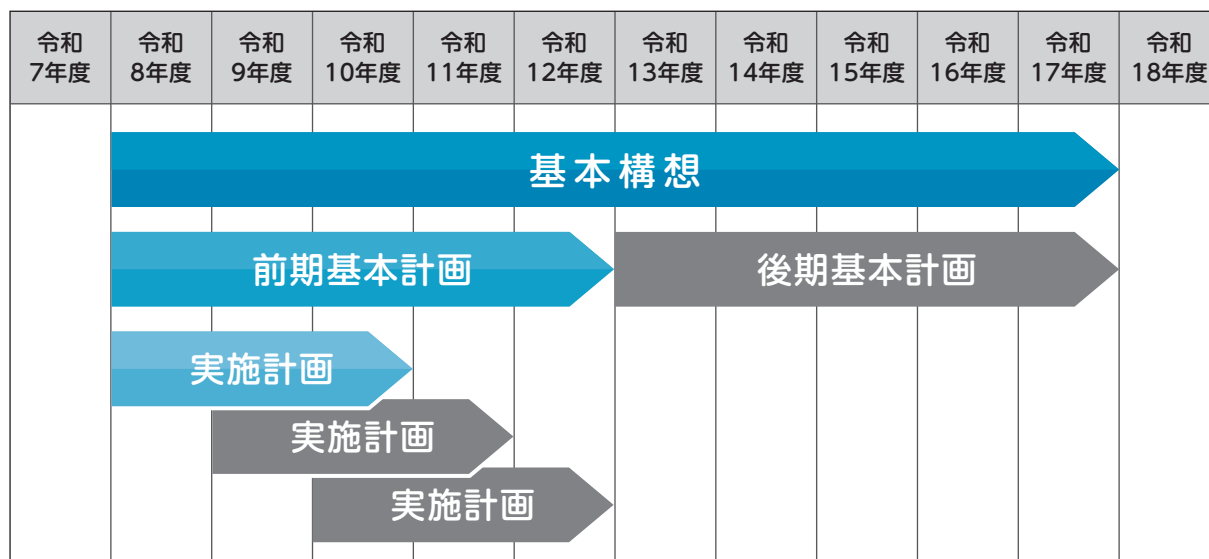 令和
7年度
令和
8年度
令和
9年度
令和
10年度
令和
11年度
令和
12年度
令和
13年度
令和
14年度
令和
15年度
令和
16年度
令和
17年度
令和
18年度
基本構想
前期基本計画
後期基本計画
実施計画
実施計画
実施計画